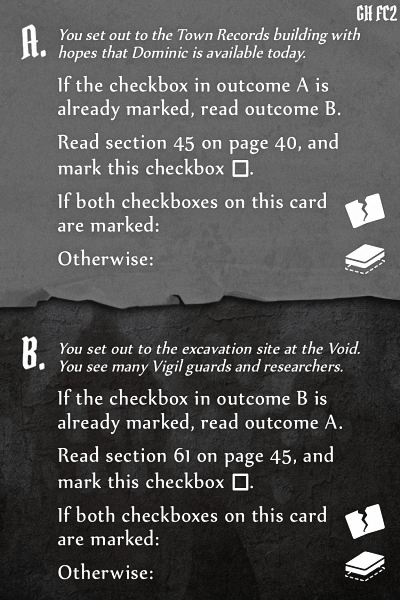 GH FC2
A. You set out to the Town Records building with
hopes that Dominic is available today.
If the checkbox in outcome A is
already marked, read outcome B.
Read section 45 on page 40, and
mark this checkbox ☐.
If both checkboxes on this card
are marked:
Otherwise:
B. You set out to the excavation site at the Void.
You see many Vigil guards and researchers.
If the checkbox in outcome B is
already marked, read outcome A.
Read section 61 on page 45, and
mark this checkbox ☐.
If both checkboxes on this card
are marked:
Otherwise: